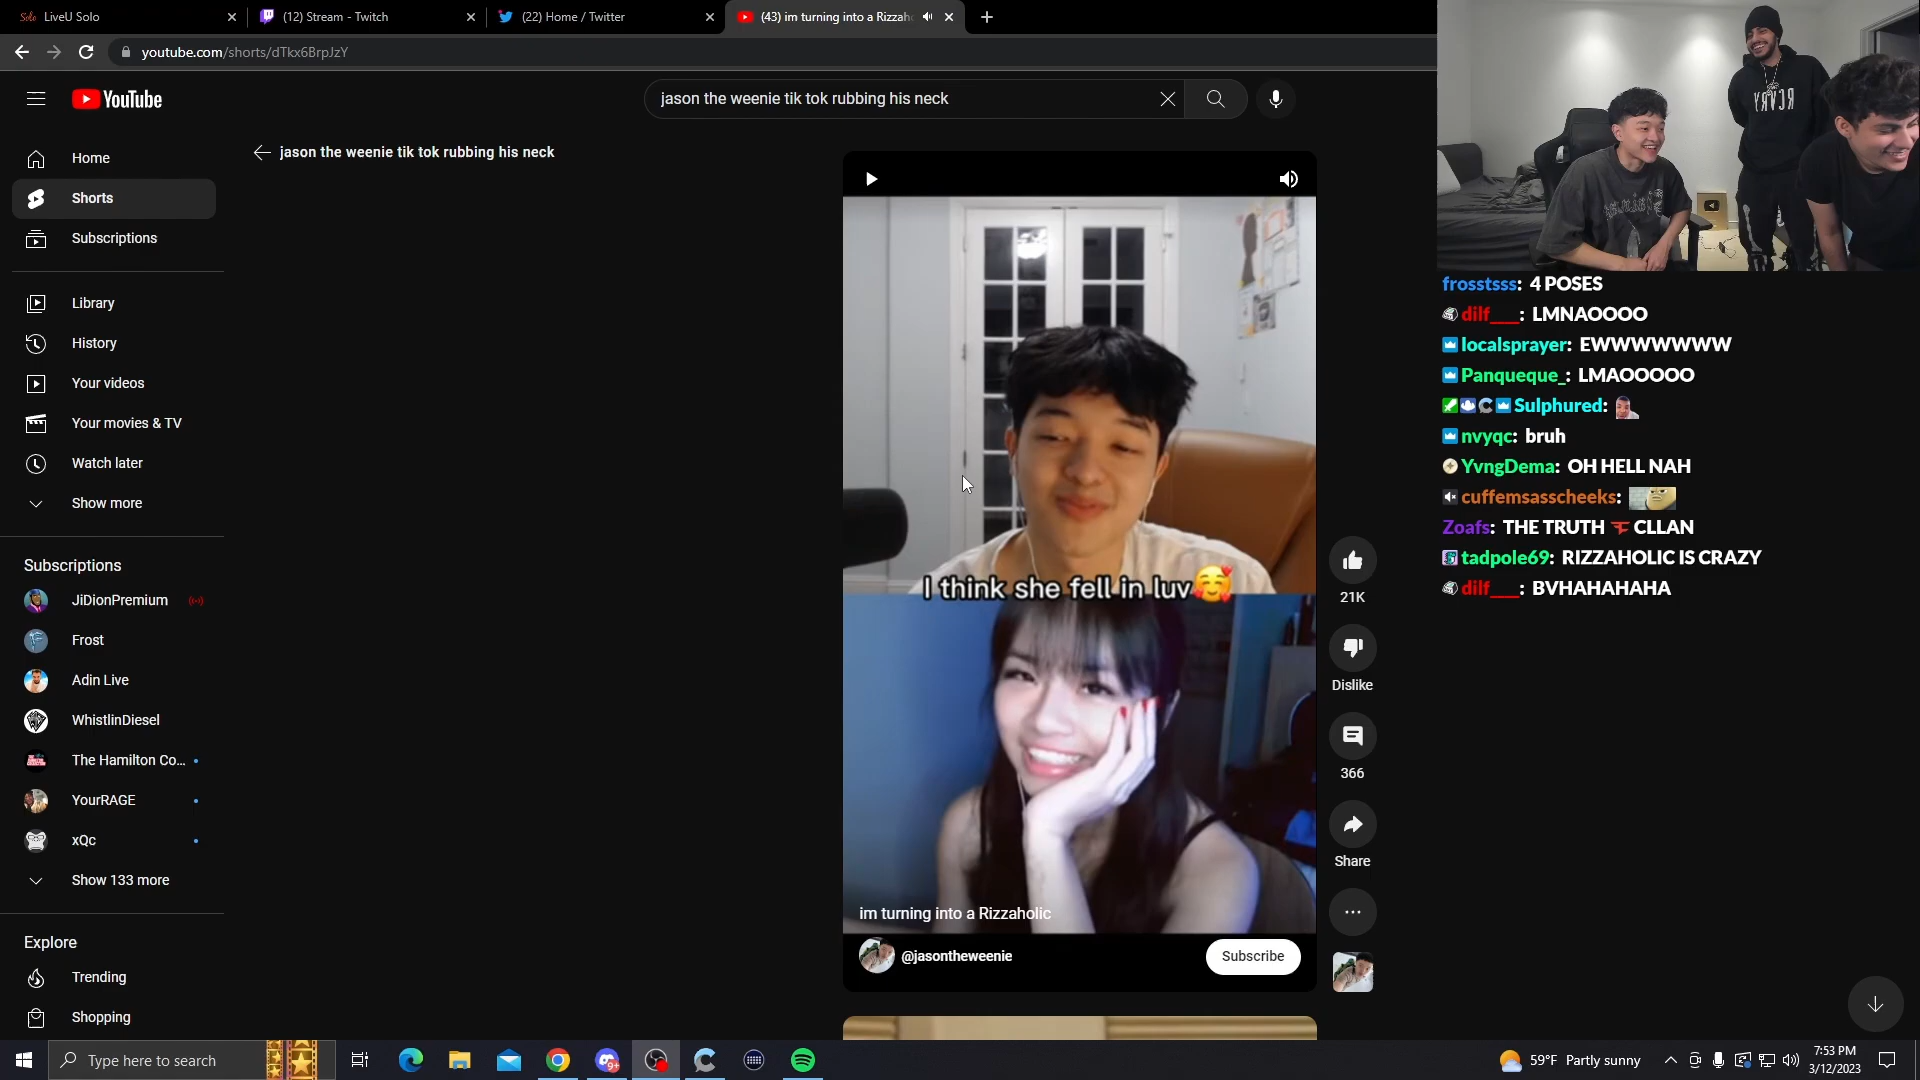 LiveU Solo
(12) Stream - Twitch
(22) Home / Twitter
(43) im turning into a Rizzah
youtube.com/shorts/dTkx6BrpJzY
YouTube
jason the weenie tik tok rubbing his neck
jason the weenie tik tok rubbing his neck
Home
Shorts
Subscriptions
Library
History
Your videos
Your movies & TV
Watch later
Show more
Subscriptions
JiDionPremium
Frost
Adin Live
WhistlinDiesel
The Hamilton Co...
YourRAGE
xQc
Show 133 more
Explore
Trending
Shopping
I think she fell in luv🥰
im turning into a Rizzaholic
@jasontheweenie
Subscribe
21K
Dislike
366
Share
frosstsss: 4 POSES
dilf___: LMNAOOOO
localsprayer: EWWWWWWW
Panqueque_: LMAOOOOO
Sulphured:
nvyqc: bruh
YvngDema: OH HELL NAH
cuffemsasscheeks:
Zoafs: THE TRUTH CLLAN
tadpole69: RIZZAHOLIC IS CRAZY
dilf___: BVHAHAHAHA
Type here to search
59°F Partly sunny
7:53 PM
3/12/2023